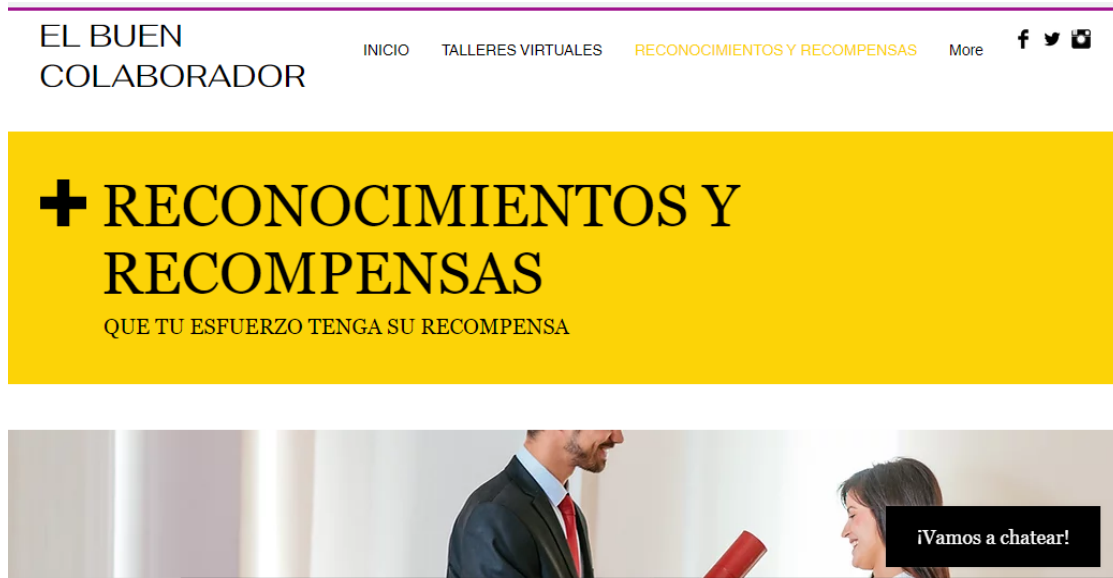 EL BUEN
COLABORADOR
INICIO
TALLERES VIRTUALES
RECONOCIMIENTOS Y RECOMPENSAS
More
RECONOCIMIENTOS Y
RECOMPENSAS
QUE TU ESFUERZO TENGA SU RECOMPENSA
¡Vamos a chatear!